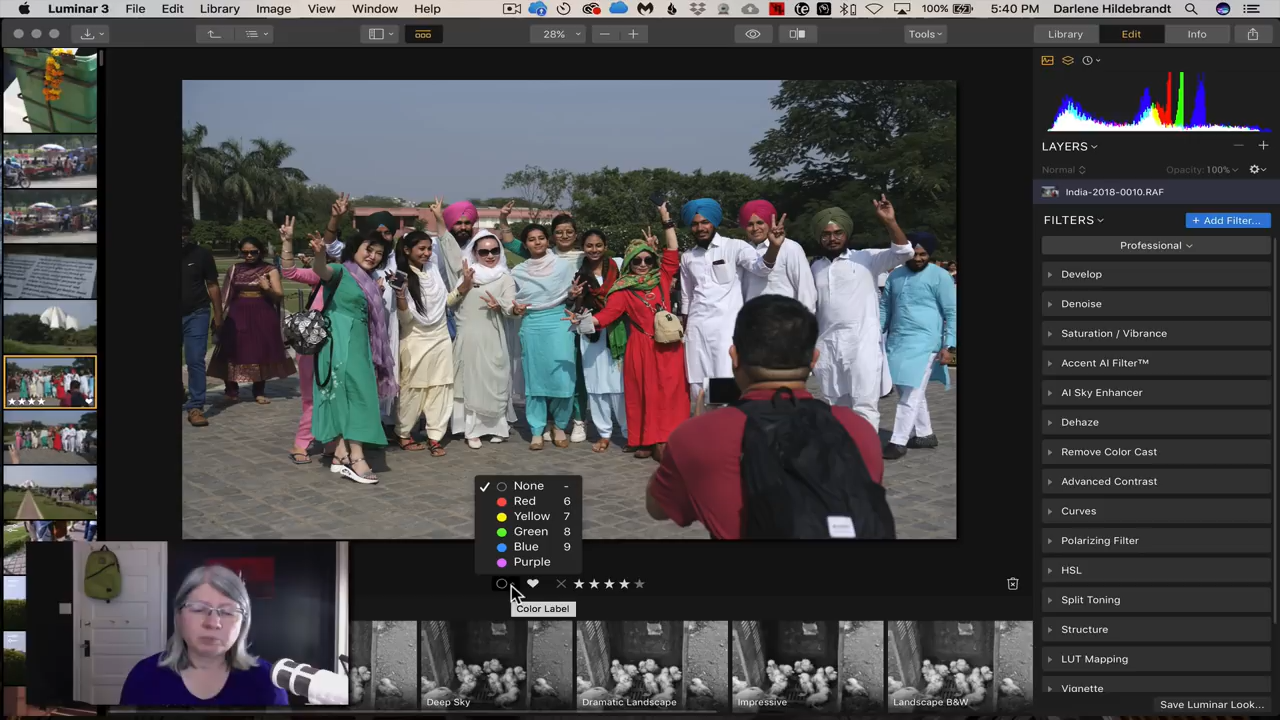 Luminar 3 File Edit Library Image View Window Help 100% 5:40 PM Darlene Hildebrandt
28% Tools Library Edit Info
LAYERS
Normal Opacity: 100%
India-2018-0010.RAF
FILTERS + Add Filter...
Professional
Develop
Denoise
Saturation / Vibrance
Accent AI Filter™
AI Sky Enhancer
Dehaze
Remove Color Cast
Advanced Contrast
Curves
Polarizing Filter
HSL
Split Toning
Structure
LUT Mapping
Vignette
Save Luminar Look...
None -
Red 6
Yellow 7
Green 8
Blue 9
Purple
Color Label
Deep Sky Dramatic Landscape Impressive Landscape B&W